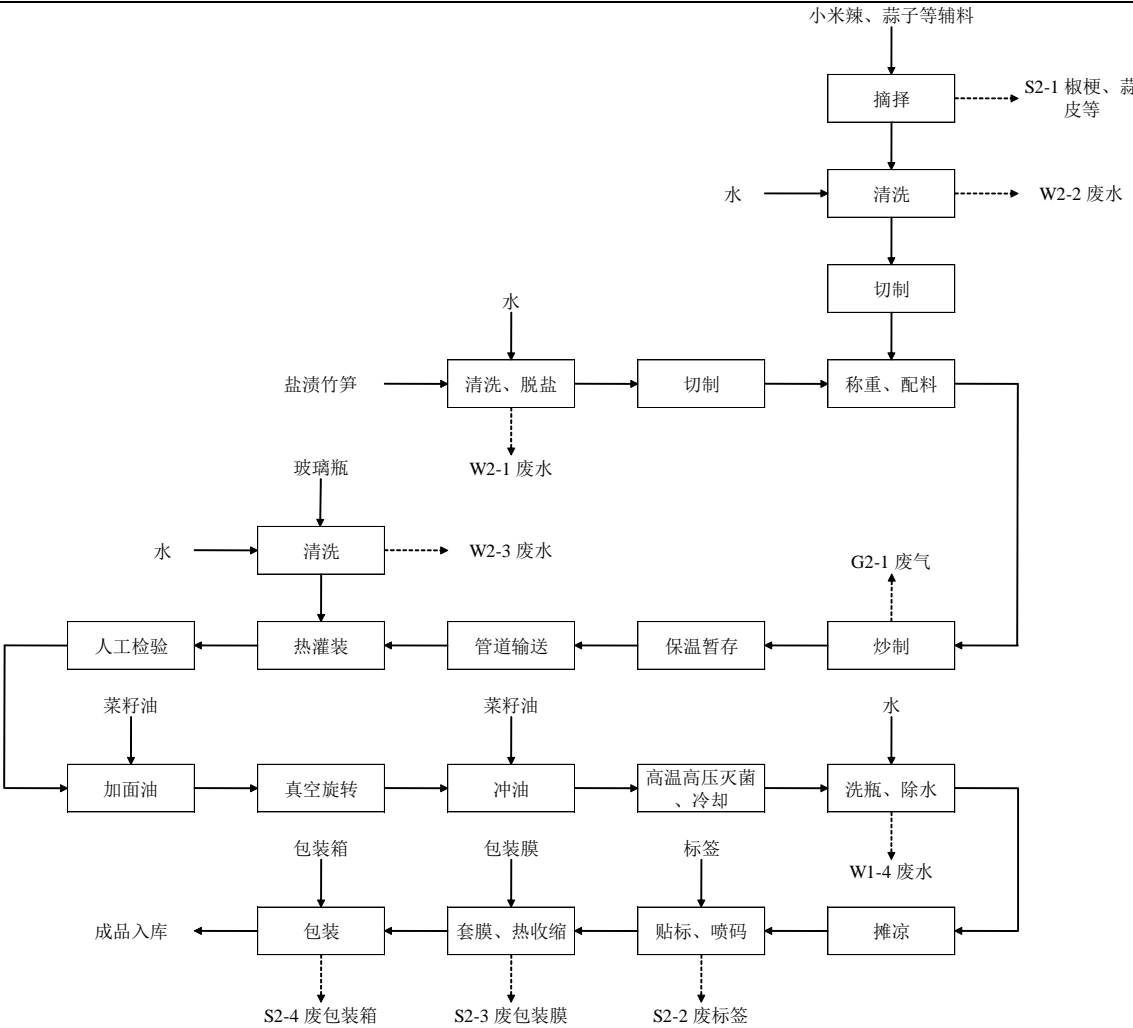 小米辣、蒜子等辅料
摘择
S2-1 椒梗、蒜
皮等
水
清洗
W2-2 废水
切制
水
盐渍竹笋
清洗、脱盐
切制
称重、配料
W2-1 废水
玻璃瓶
水
清洗
W2-3 废水
G2-1 废气
人工检验
热灌装
管道输送
保温暂存
炒制
菜籽油
菜籽油
水
加面油
真空旋转
冲油
高温高压灭菌
、冷却
洗瓶、除水
W1-4 废水
包装箱
包装膜
标签
成品入库
包装
套膜、热收缩
贴标、喷码
摊凉
S2-4 废包装箱
S2-3 废包装膜
S2-2 废标签